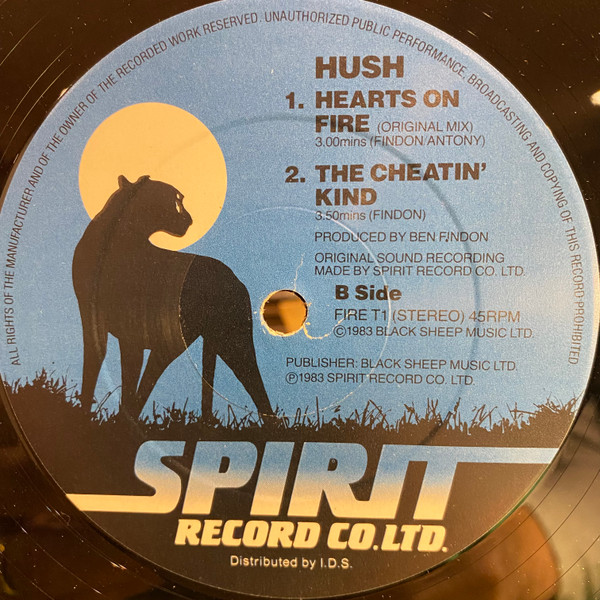 ALL RIGHTS OF THE MANUFACTURER AND OF THE OWNER OF THE RECORDED WORK RESERVED. UNAUTHORIZED PUBLIC PERFORMANCE, BROADCASTING AND COPYING OF THIS RECORD PROHIBITED
HUSH
1. HEARTS ON
FIRE (ORIGINAL MIX)
3.00mins (FINDON ANTONY)
2. THE CHEATIN'
KIND
3.50mins (FINDON)
PRODUCED BY BEN FINDON
ORIGINAL SOUND RECORDING
MADE BY SPIRIT RECORD CO. LTD.
B Side
FIRE T1 (STEREO) 45RPM
©1983 BLACK SHEEP MUSIC LTD.
PUBLISHER: BLACK SHEEP MUSIC LTD.
℗1983 SPIRIT RECORD CO. LTD.
SPIRIT
RECORD CO. LTD.
Distributed by I.D.S.